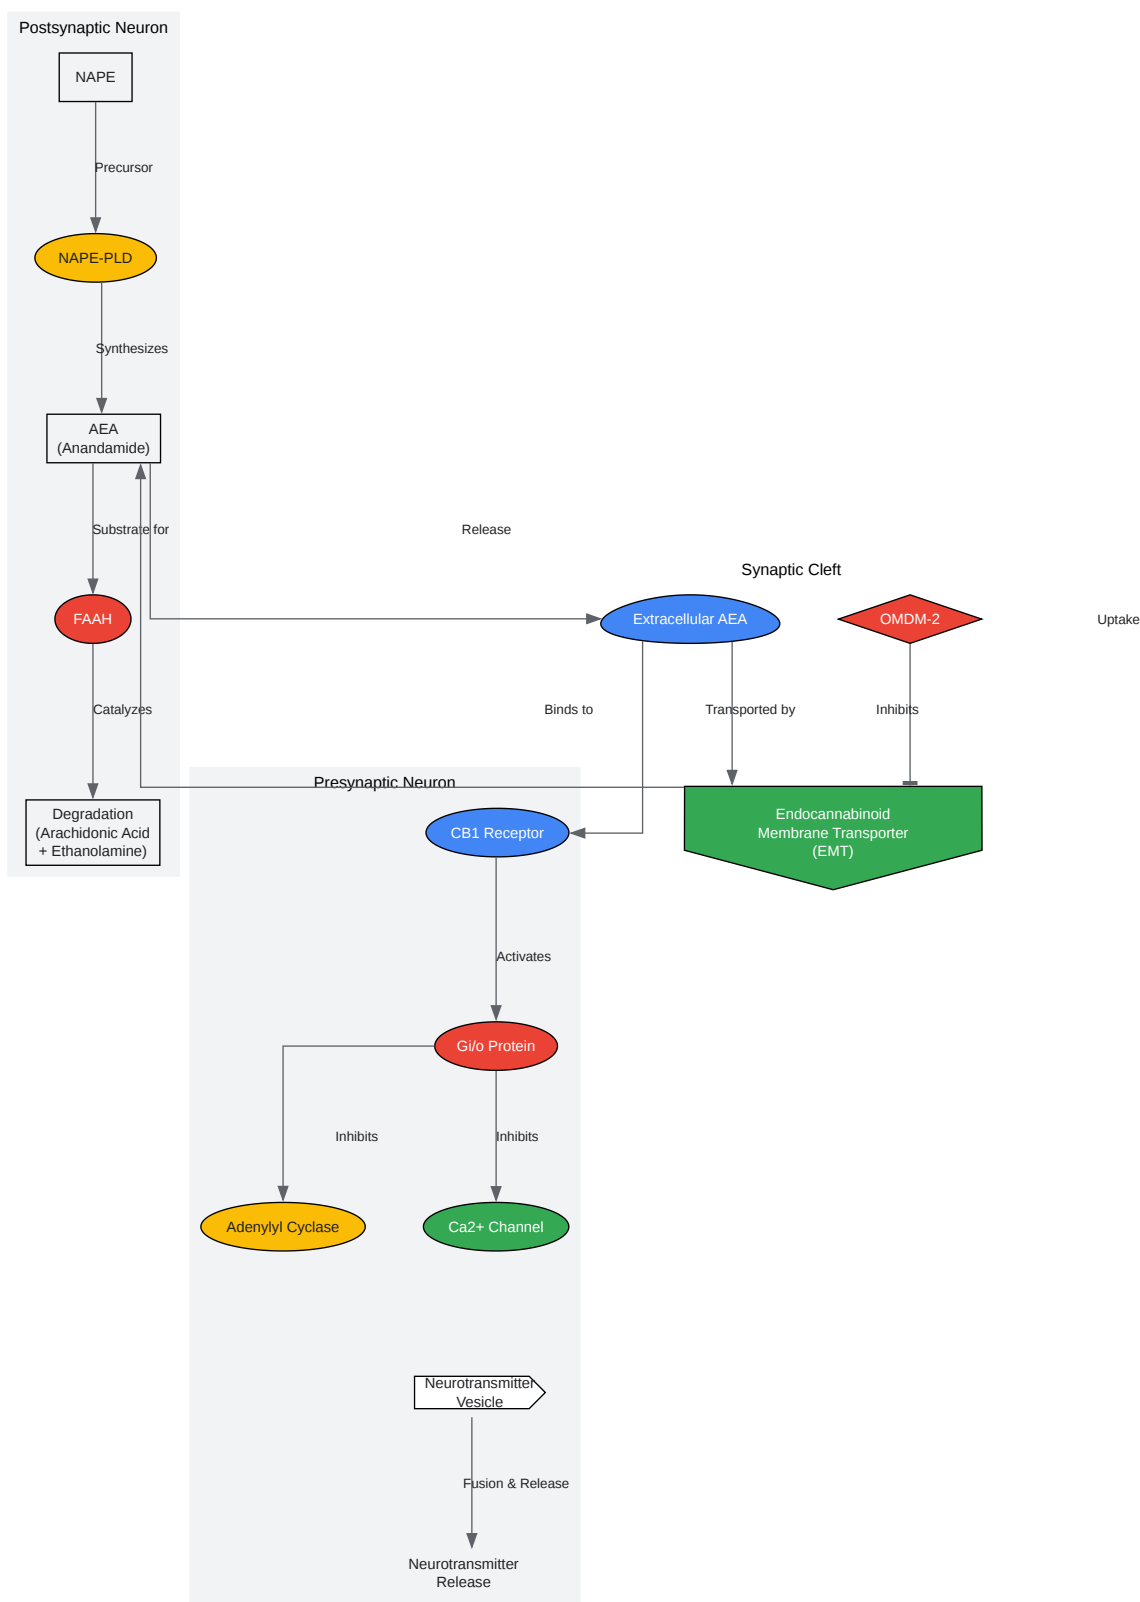 Postsynaptic Neuron
NAPE
Precursor
NAPE-PLD
Synthesizes
AEA
(Anandamide)
Substrate for
Release
Synaptic Cleft
FAAH
Extracellular AEA
OMDM-2
Uptake
Catalyzes
Binds to
Transported by
Inhibits
Presynaptic Neuron
Degradation
(Arachidonic Acid
+ Ethanolamine)
CB1 Receptor
Endocannabinoid
Membrane Transporter
(EMT)
Activates
Gi/o Protein
Inhibits
Inhibits
Adenylyl Cyclase
Ca2+ Channel
Neurotransmitter
Vesicle
Fusion & Release
Neurotransmitter
Release